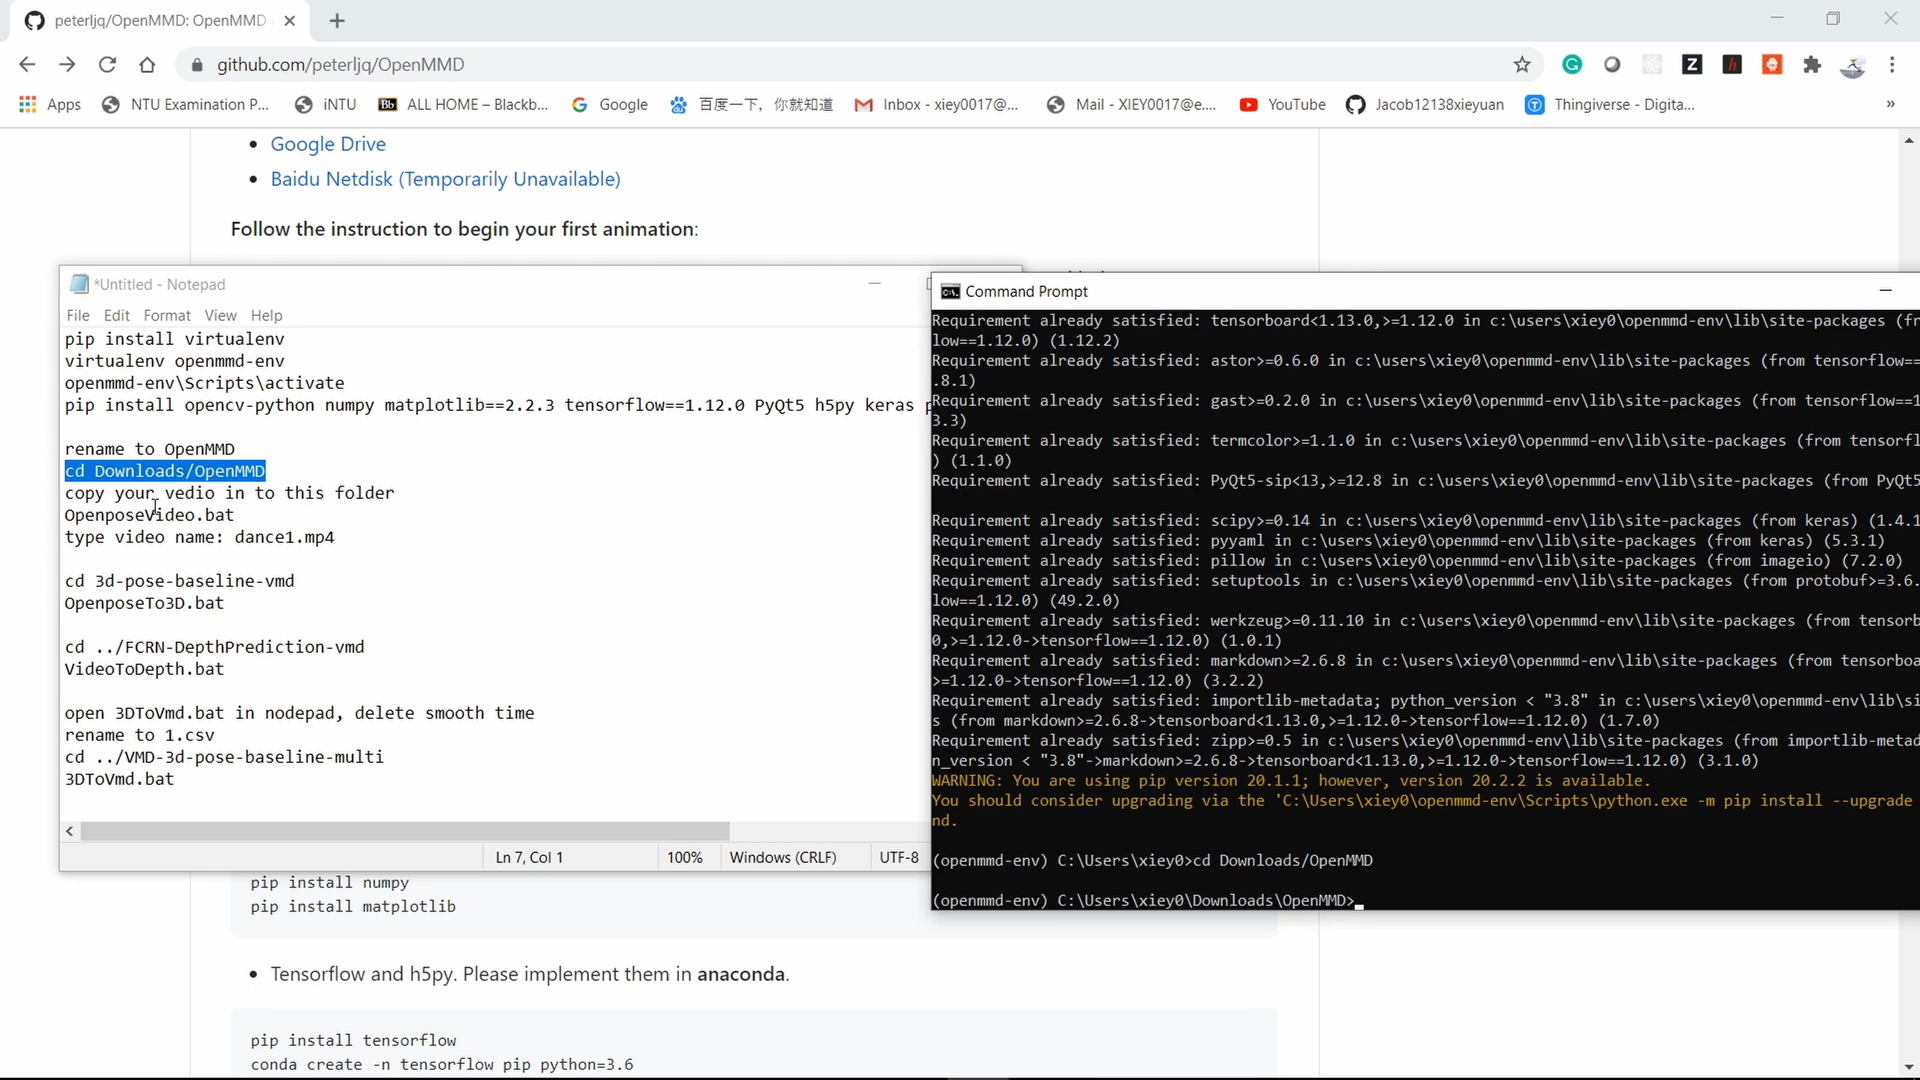 peterljq/OpenMMD: OpenMMD
github.com/peterljq/OpenMMD
Apps
NTU Examination P...
iNTU
Bb
ALL HOME – Blackb...
Google
百度一下，你就知道
Inbox - xiey0017@...
Mail - XIEY0017@e....
YouTube
Jacob12138xieyuan
Thingiverse - Digita...
»
Google Drive
Baidu Netdisk (Temporarily Unavailable)
Follow the instruction to begin your first animation:
*Untitled - Notepad
File Edit Format View Help
pip install virtualenv
virtualenv openmmd-env
openmmd-env\Scripts\activate
pip install opencv-python numpy matplotlib==2.2.3 tensorflow==1.12.0 PyQt5 h5py keras p
rename to OpenMMD
cd Downloads/OpenMMD
copy your vedio in to this folder
OpenposeVideo.bat
type video name: dance1.mp4
cd 3d-pose-baseline-vmd
OpenposeTo3D.bat
cd ../FCRN-DepthPrediction-vmd
VideoToDepth.bat
open 3DToVmd.bat in nodepad, delete smooth time
rename to 1.csv
cd ../VMD-3d-pose-baseline-multi
3DToVmd.bat
Ln 7, Col 1
100%
Windows (CRLF)
UTF-8
Command Prompt
Requirement already satisfied: tensorboard<1.13.0,>=1.12.0 in c:\users\xiey0\openmmd-env\lib\site-packages (fr
low==1.12.0) (1.12.2)
Requirement already satisfied: astor>=0.6.0 in c:\users\xiey0\openmmd-env\lib\site-packages (from tensorflow==
.8.1)
Requirement already satisfied: gast>=0.2.0 in c:\users\xiey0\openmmd-env\lib\site-packages (from tensorflow==1
3.3)
Requirement already satisfied: termcolor>=1.1.0 in c:\users\xiey0\openmmd-env\lib\site-packages (from tensorfl
) (1.1.0)
Requirement already satisfied: PyQt5-sip<13,>=12.8 in c:\users\xiey0\openmmd-env\lib\site-packages (from PyQt5
Requirement already satisfied: scipy>=0.14 in c:\users\xiey0\openmmd-env\lib\site-packages (from keras) (1.4.1
Requirement already satisfied: pyyaml in c:\users\xiey0\openmmd-env\lib\site-packages (from keras) (5.3.1)
Requirement already satisfied: pillow in c:\users\xiey0\openmmd-env\lib\site-packages (from imageio) (7.2.0)
Requirement already satisfied: setuptools in c:\users\xiey0\openmmd-env\lib\site-packages (from protobuf>=3.6.
low==1.12.0) (49.2.0)
Requirement already satisfied: werkzeug>=0.11.10 in c:\users\xiey0\openmmd-env\lib\site-packages (from tensorb
0,>=1.12.0->tensorflow==1.12.0) (1.0.1)
Requirement already satisfied: markdown>=2.6.8 in c:\users\xiey0\openmmd-env\lib\site-packages (from tensorboa
>=1.12.0->tensorflow==1.12.0) (3.2.2)
Requirement already satisfied: importlib-metadata; python_version < "3.8" in c:\users\xiey0\openmmd-env\lib\si
s (from markdown>=2.6.8->tensorboard<1.13.0,>=1.12.0->tensorflow==1.12.0) (1.7.0)
Requirement already satisfied: zipp>=0.5 in c:\users\xiey0\openmmd-env\lib\site-packages (from importlib-metad
n_version < "3.8"->markdown>=2.6.8->tensorboard<1.13.0,>=1.12.0->tensorflow==1.12.0) (3.1.0)
WARNING: You are using pip version 20.1.1; however, version 20.2.2 is available.
You should consider upgrading via the 'C:\Users\xiey0\openmmd-env\Scripts\python.exe -m pip install --upgrade
nd.
(openmmd-env) C:\Users\xiey0>cd Downloads/OpenMMD
(openmmd-env) C:\Users\xiey0\Downloads\OpenMMD>
pip install numpy
pip install matplotlib
Tensorflow and h5py. Please implement them in anaconda.
pip install tensorflow
conda create -n tensorflow pip python=3.6